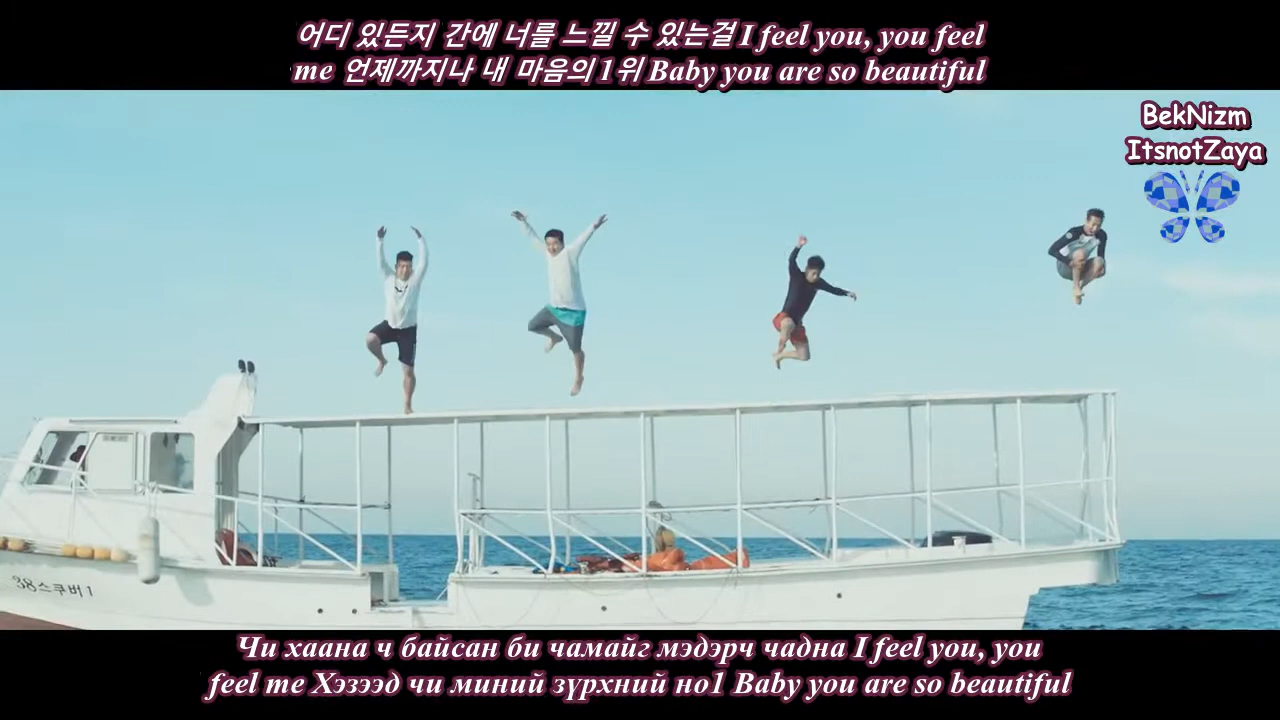 어디 있든지 간에 너를 느낄 수 있는걸 I feel you, you feel
me 언제까지나 내 마음의 1위 Baby you are so beautiful
BekNizm
ItsnotZaya
38스쿠버1
Чи хаана ч байсан би чамайг мэдэрч чадна I feel you, you
feel me Хэзээд чи миний зүрхний но1 Baby you are so beautiful